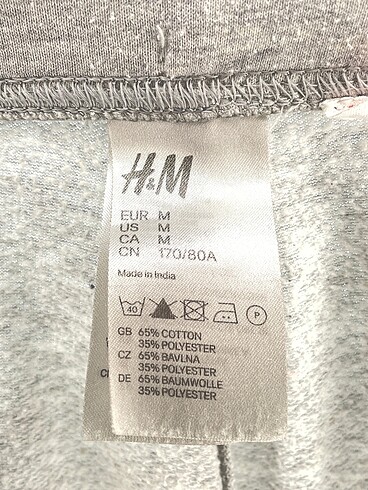 H&M
EUR M
US M
CA M
CN 170/80A
Made in India
40
P
GB 65% COTTON
35% POLYESTER
CZ 65% BAVLNA
35% POLYESTER
DE 65% BAUMWOLLE
35% POLYESTER